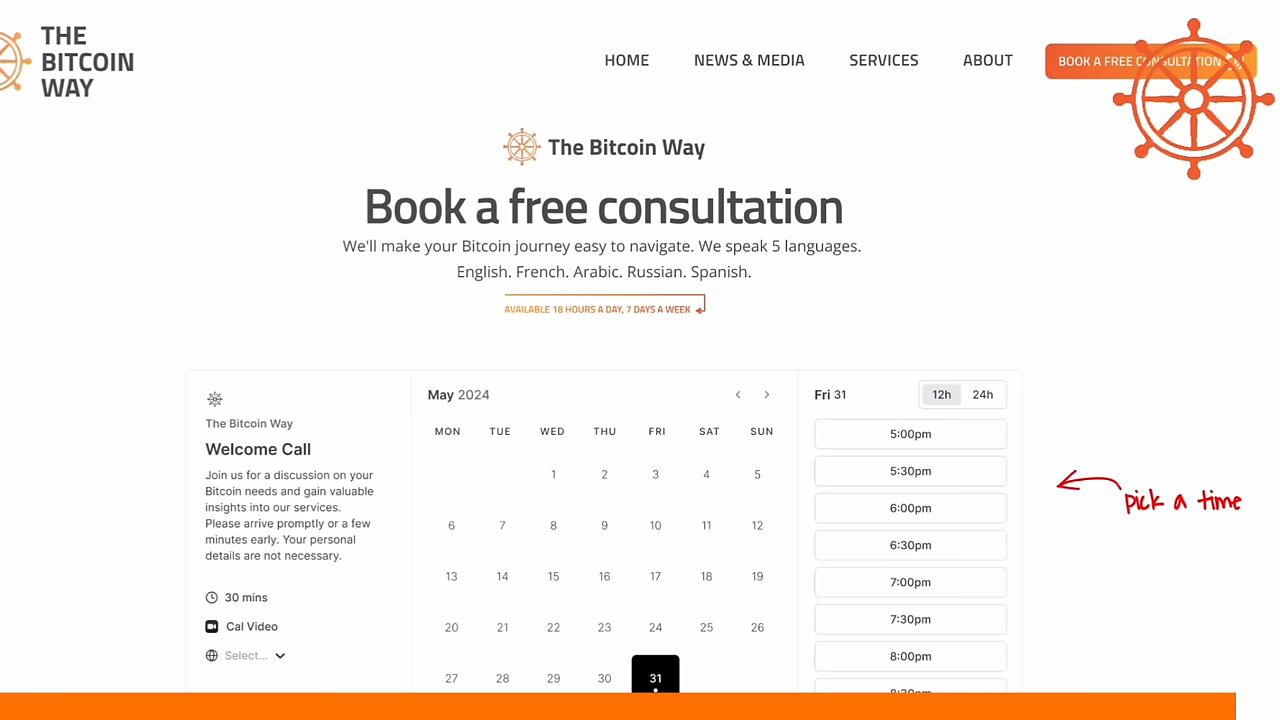 THE
BITCOIN
WAY
HOME NEWS & MEDIA SERVICES ABOUT BOOK A FREE CONSULTATION
The Bitcoin Way
Book a free consultation
We'll make your Bitcoin journey easy to navigate. We speak 5 languages.
English. French. Arabic. Russian. Spanish.
AVAILABLE 18 HOURS A DAY, 7 DAYS A WEEK
The Bitcoin Way
Welcome Call
Join us for a discussion on your
Bitcoin needs and gain valuable
insights into our services.
Please arrive promptly or a few
minutes early. Your personal
details are not necessary.
30 mins
Cal Video
Select...
May 2024
MON TUE WED THU FRI SAT SUN
1 2 3 4 5
6 7 8 9 10 11 12
13 14 15 16 17 18 19
20 21 22 23 24 25 26
27 28 29 30 31
Fri 31 12h 24h
5:00pm
5:30pm
6:00pm
6:30pm
7:00pm
7:30pm
8:00pm
8:30pm
pick a time